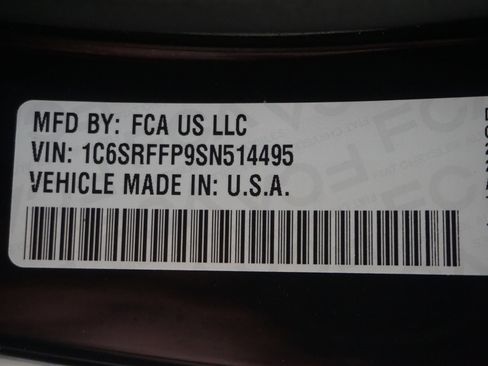 MFD BY: FCA US LLC
VIN: 1C6SRFFP9SN514495
VEHICLE MADE IN: U.S.A.